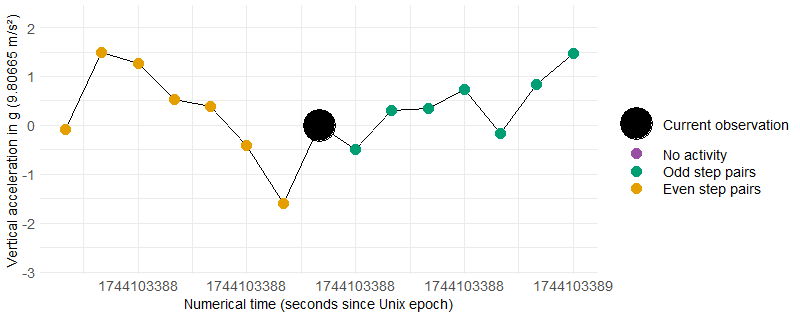 Vertical acceleration in g (9.80665 m/s²)
2
1
0
-1
-2
-3
1744103388 1744103388 1744103388 1744103388 1744103389
Numerical time (seconds since Unix epoch)
Current observation
No activity
Odd step pairs
Even step pairs